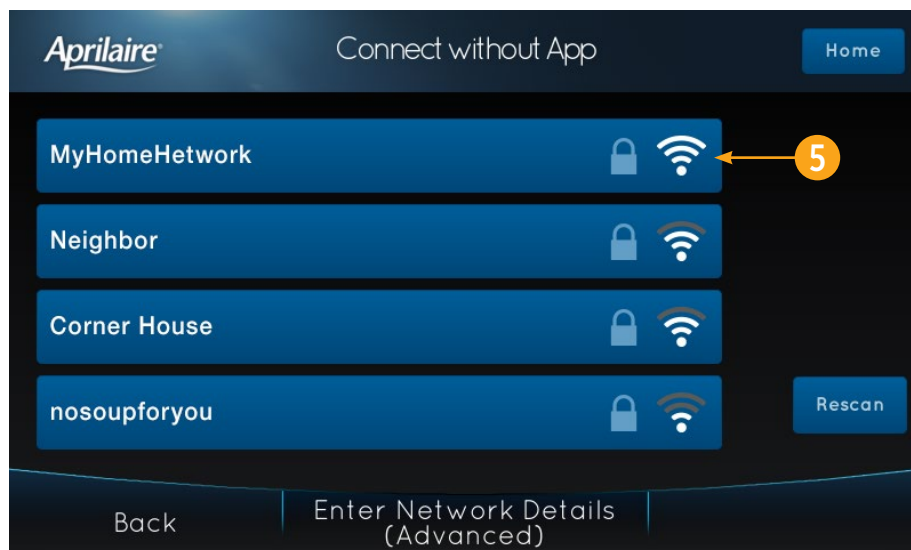 Aprilaire
Connect without App
Home
MyHomeHetwork
5
Neighbor
Corner House
nosoupforyou
Rescan
Back
Enter Network Details
(Advanced)